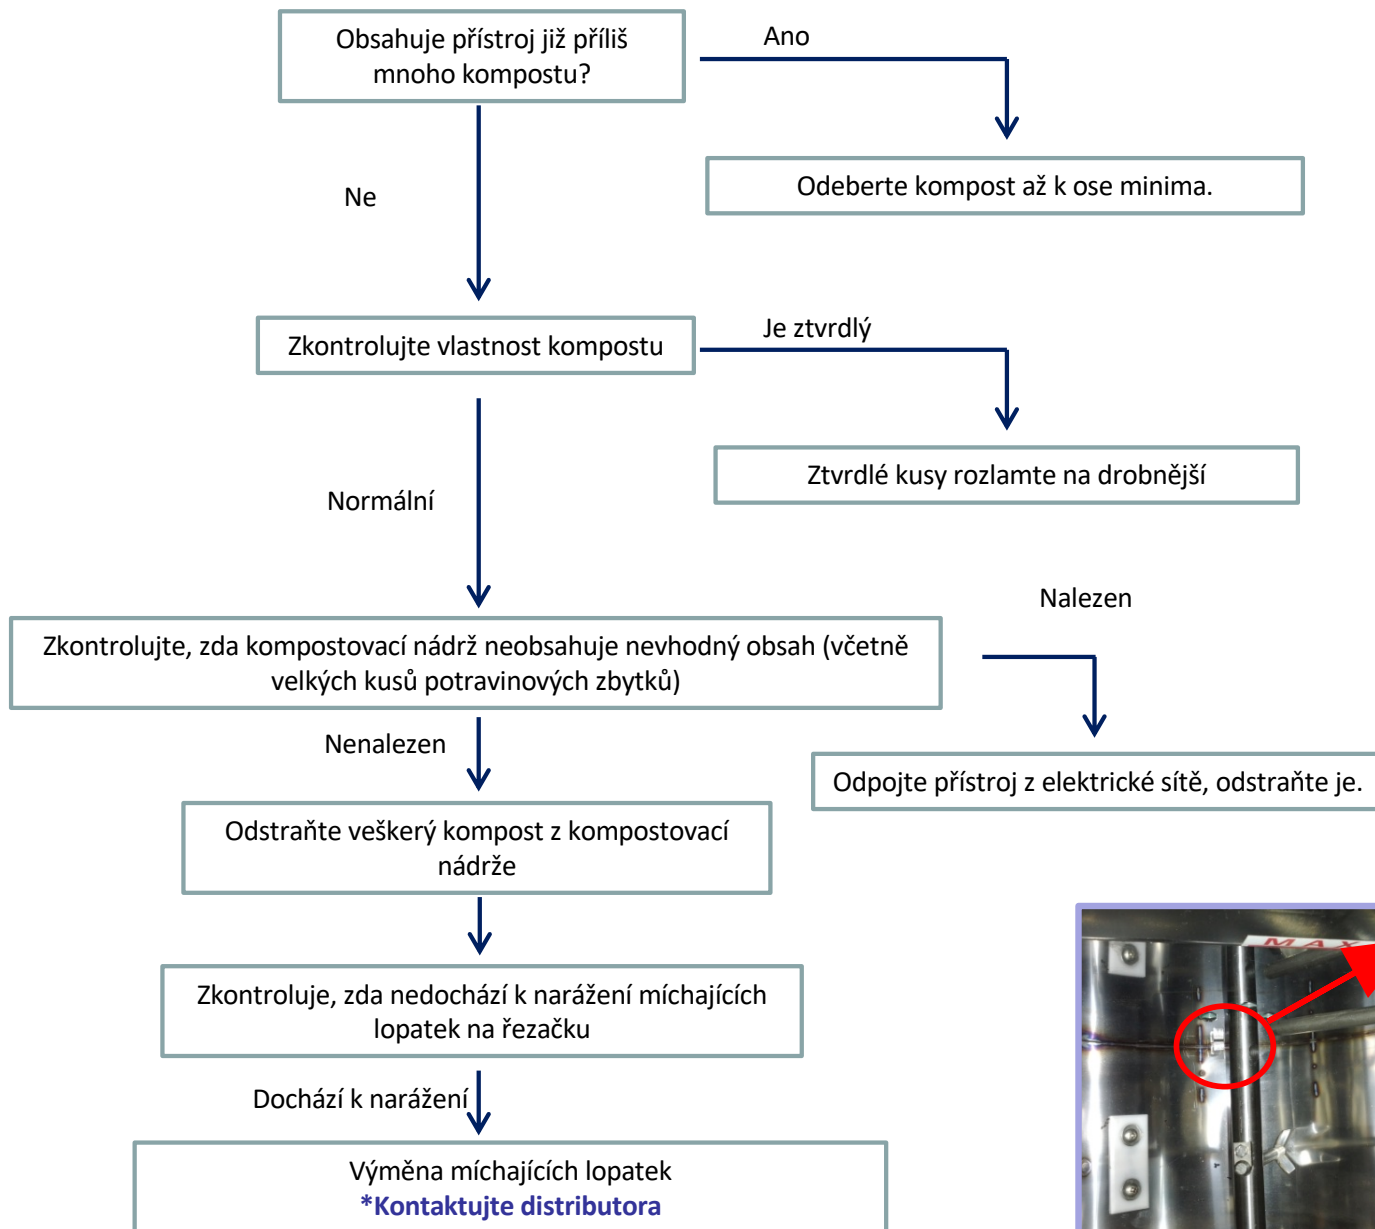 Obsahuje přístroj již příliš
mnoho kompostu?
Ano
Odeberte kompost až k ose minima.
Ne
Zkontrolujte vlastnost kompostu
Je ztvrdlý
Ztvrdlé kusy rozlamte na drobnější
Normální
Zkontrolujte, zda kompostovací nádrž neobsahuje nevhodný obsah (včetně
velkých kusů potravinových zbytků)
Nalezen
Odpojte přístroj z elektrické sítě, odstraňte je.
Nenalezen
Odstraňte veškerý kompost z kompostovací
nádrže
Zkontroluje, zda nedochází k narážení míchajících
lopatek na řezačku
MAX
Dochází k narážení
Výměna míchajících lopatek
*Kontaktujte distributora